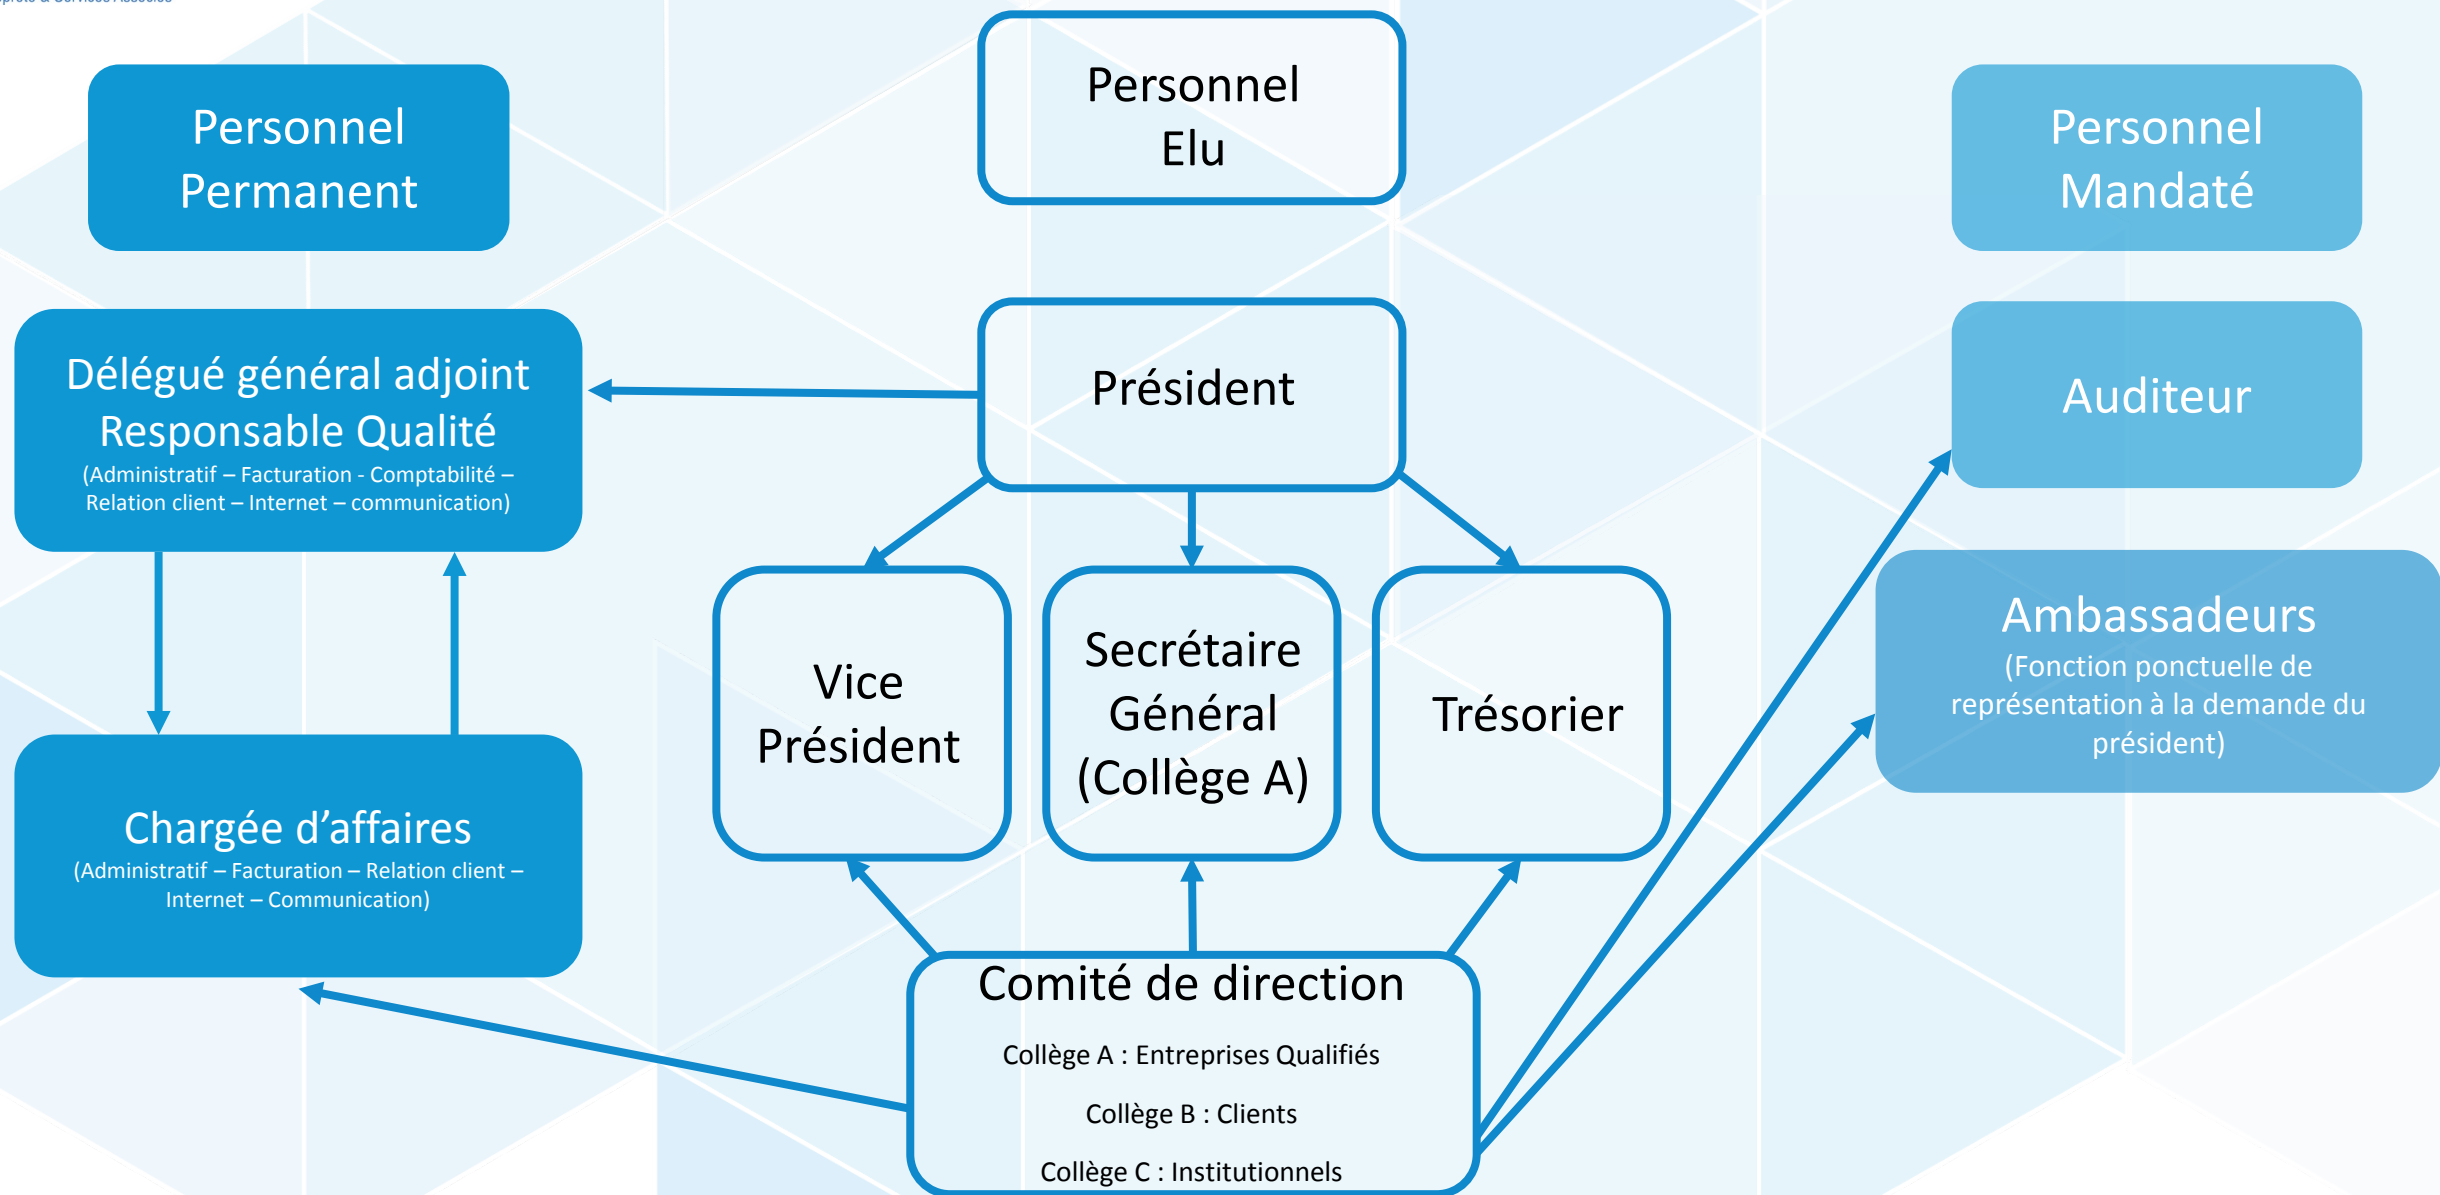 Services Associés
Personnel
Permanent
Personnel
Elu
Personnel
Mandaté
Délégué général adjoint
Responsable Qualité
(Administratif – Facturation - Comptabilité –
Relation client – Internet – communication)
Président
Auditeur
Vice
Président
Secrétaire
Général
(Collège A)
Trésorier
Ambassadeurs
(Fonction ponctuelle de
représentation à la demande du
président)
Chargée d’affaires
(Administratif – Facturation – Relation client –
Internet – Communication)
Comité de direction
Collège A : Entreprises Qualifiés
Collège B : Clients
Collège C : Institutionnels